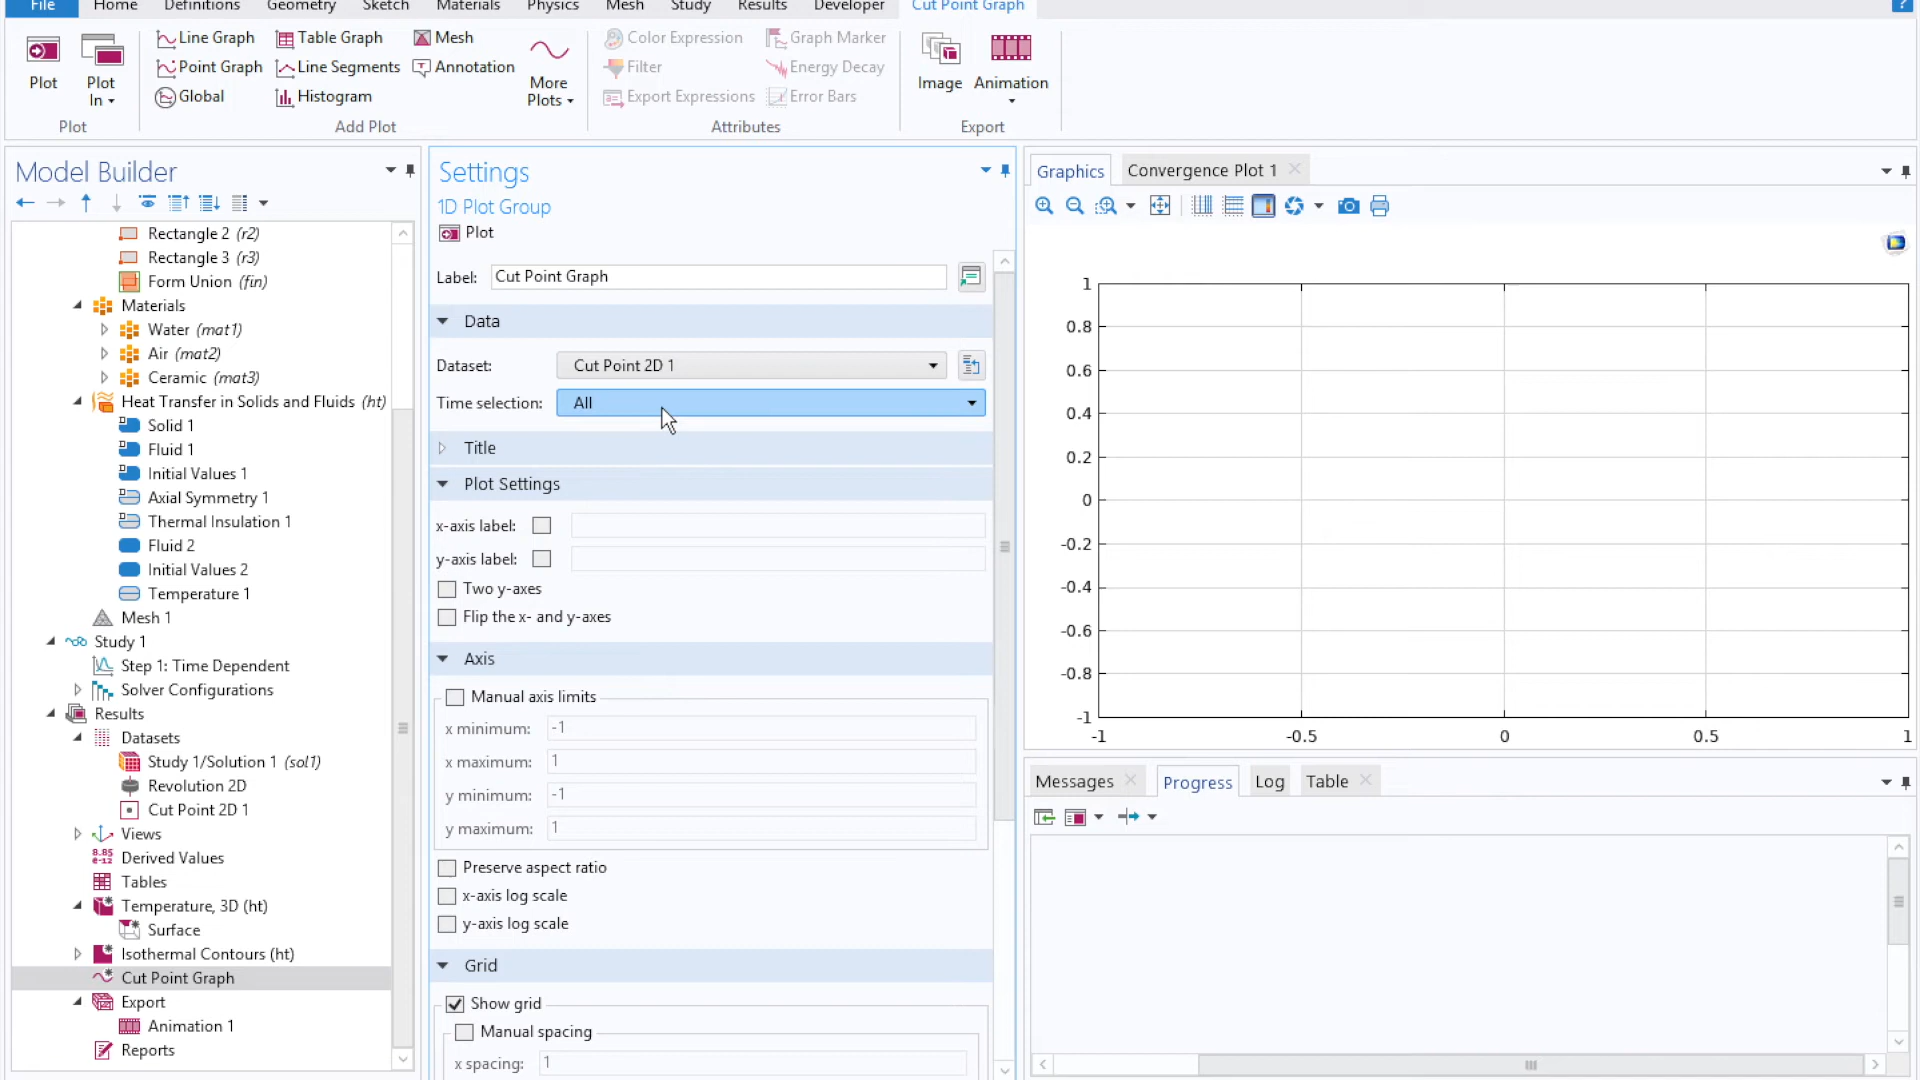 File Home Definitions Geometry Sketch Materials Physics Mesh Study Results Developer Cut Point Graph ?
Plot
Plot In
Line Graph
Point Graph
Global
Table Graph
Line Segments
Histogram
Mesh
Annotation
More Plots
Color Expression
Filter
Export Expressions
Graph Marker
Energy Decay
Error Bars
Image
Animation
Plot
Add Plot
Attributes
Export
Model Builder
Rectangle 2 (r2)
Rectangle 3 (r3)
Form Union (fin)
Materials
Water (mat1)
Air (mat2)
Ceramic (mat3)
Heat Transfer in Solids and Fluids (ht)
Solid 1
Fluid 1
Initial Values 1
Axial Symmetry 1
Thermal Insulation 1
Fluid 2
Initial Values 2
Temperature 1
Mesh 1
Study 1
Step 1: Time Dependent
Solver Configurations
Results
Datasets
Study 1/Solution 1 (sol1)
Revolution 2D
Cut Point 2D 1
Views
8.85
e-12
Derived Values
Tables
Temperature, 3D (ht)
Surface
Isothermal Contours (ht)
Cut Point Graph
Export
Animation 1
Reports
Settings
1D Plot Group
Plot
Label: Cut Point Graph
Data
Dataset: Cut Point 2D 1
Time selection: All
Title
Plot Settings
x-axis label:
y-axis label:
Two y-axes
Flip the x- and y-axes
Axis
Manual axis limits
x minimum: -1
x maximum: 1
y minimum: -1
y maximum: 1
Preserve aspect ratio
x-axis log scale
y-axis log scale
Grid
Show grid
Manual spacing
x spacing: 1
Graphics Convergence Plot 1
1
0.8
0.6
0.4
0.2
0
-0.2
-0.4
-0.6
-0.8
-1
-1 -0.5 0 0.5 1
Messages Progress Log Table